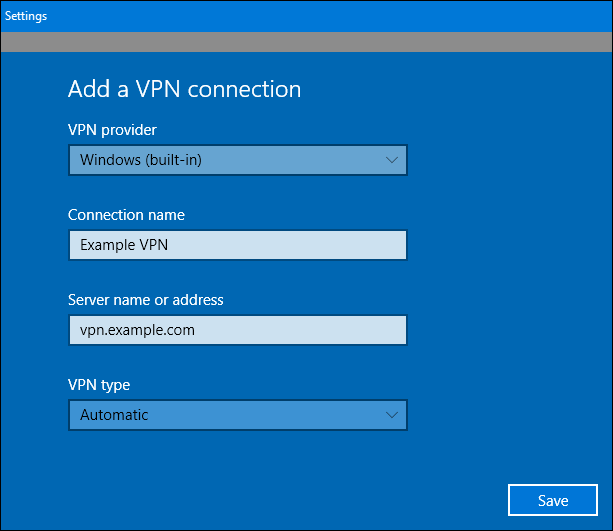 Settings
Add a VPN connection
VPN provider
Windows (built-in)
Connection name
Example VPN
Server name or address
vpn.example.com
VPN type
Automatic
Save